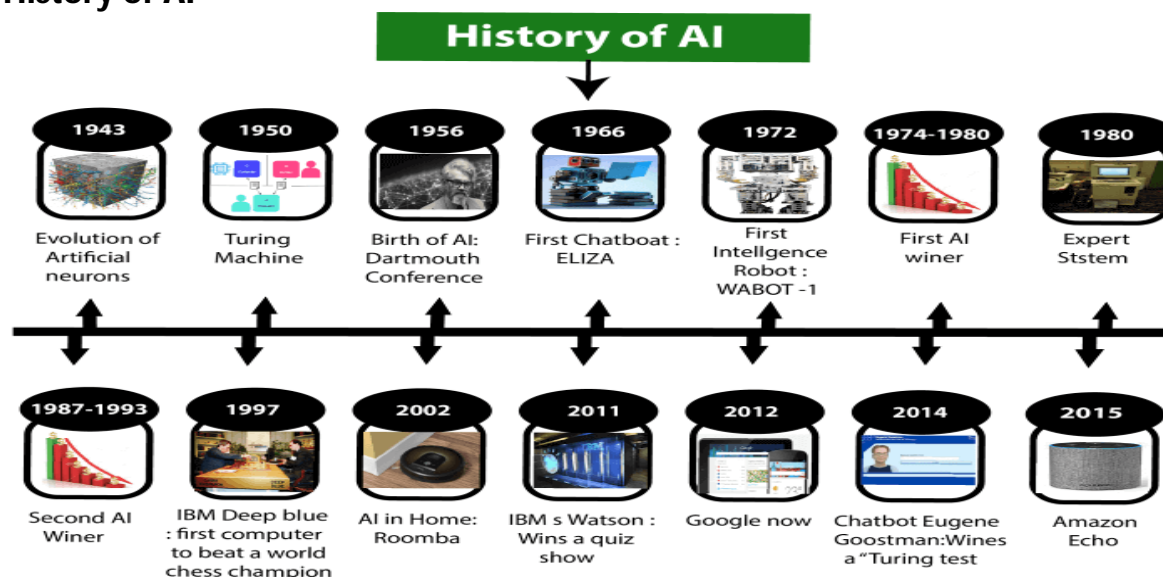 History of AI
History of AI
1943
1950
1956
1966
1972
1974-1980
1980
Evolution of
Artificial
neurons
Turing
Machine
Birth of AI:
Dartmouth
Conference
First Chatboat :
ELIZA
First
Intellgence
Robot :
WABOT -1
First AI
winer
Expert
Ststem
1987-1993
1997
2002
2011
2012
2014
2015
IBM
Second AI
Winer
IBM Deep blue
: first computer
to beat a world
chess champion
AI in Home:
Roomba
IBM s Watson :
Wins a quiz
show
Google now
Chatbot Eugene
Goostman:Wines
a "Turing test
Amazon
Echo